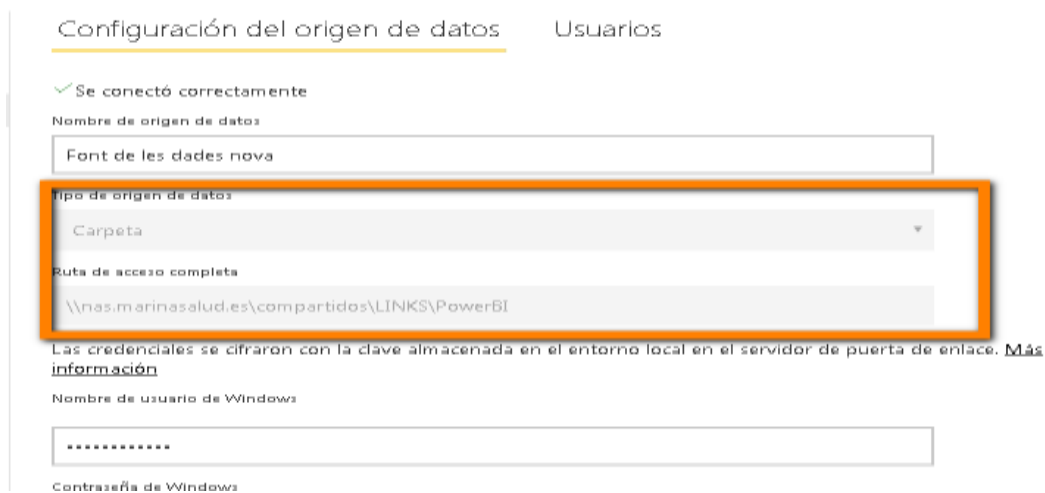 Configuración del origen de datos Usuarios
Se conectó correctamente
Nombre de origen de datos
Font de les dades nova
Tipo de origen de datos
Carpeta
Ruta de acceso completa
\\nas.marinasalud.es\compartidos\LINKS\PowerBI
Las credenciales se cifraron con la clave almacenada en el entorno local en el servidor de puerta de enlace. Más
información
Nombre de usuario de Windows
••••••••••••
Contraseña de Windows